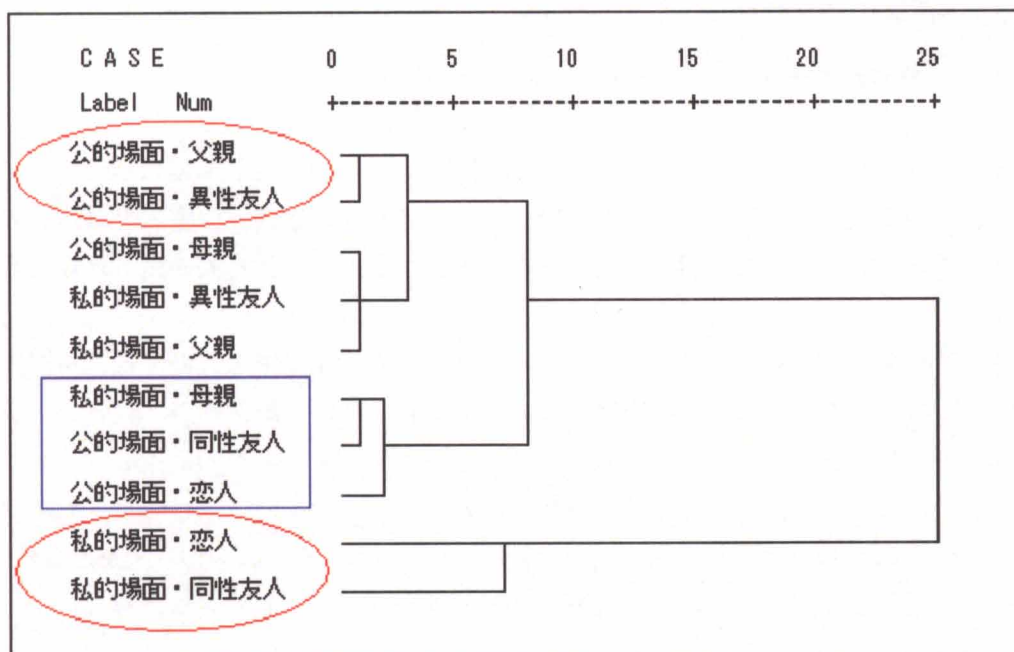 C A S E 0 5 10 15 20 25
Label Num +---------+---------+---------+---------+---------+
公的場面・父親
公的場面・異性友人
公的場面・母親
私的場面・異性友人
私的場面・父親
私的場面・母親
公的場面・同性友人
公的場面・恋人
私的場面・恋人
私的場面・同性友人